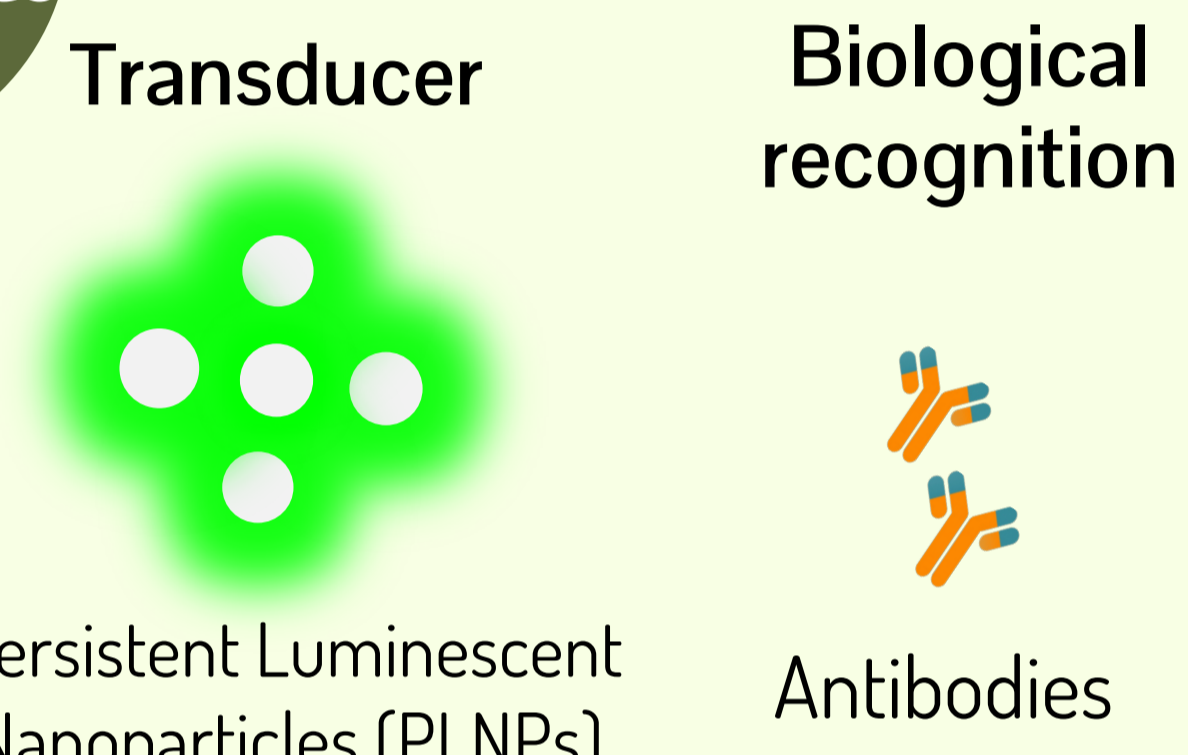 Transducer
Biological
recognition
ersistent Luminescent
Nanoparticles (PLNPs)
Antibodies